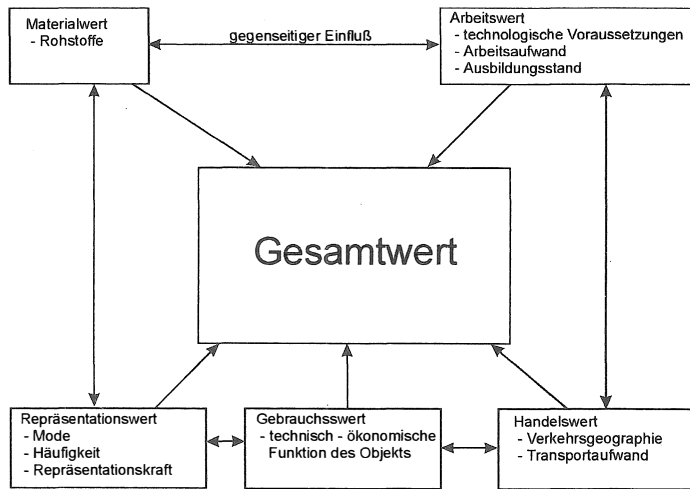 Materialwert
- Rohstoffe
gegenseitiger Einfluß
Arbeitswert
- technologische Voraussetzungen
- Arbeitsaufwand
- Ausbildungsstand
Gesamtwert
Repräsentationswert
- Mode
- Häufigkeit
- Repräsentationskraft
Gebrauchsswert
- technisch - ökonomische
Funktion des Objekts
Handelswert
- Verkehrsgeographie
- Transportaufwand